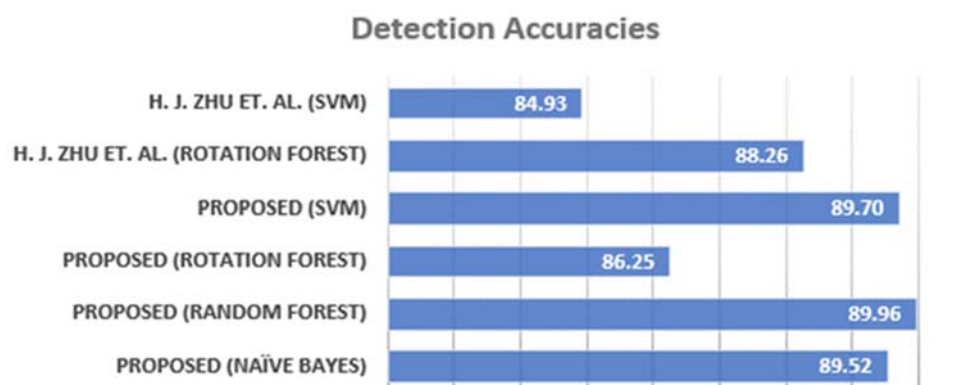 Detection Accuracies
H. J. ZHU ET. AL. (SVM) 84.93
H. J. ZHU ET. AL. (ROTATION FOREST) 88.26
PROPOSED (SVM) 89.70
PROPOSED (ROTATION FOREST) 86.25
PROPOSED (RANDOM FOREST) 89.96
PROPOSED (NAÏVE BAYES) 89.52